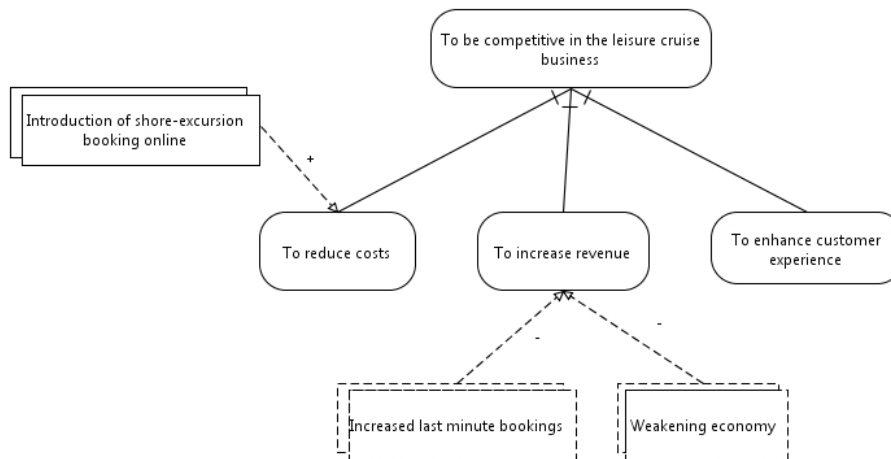 To be competitive in the leisure cruise
business
Introduction of shore-excursion
booking online
+
To reduce costs
To increase revenue
To enhance customer
experience
-
-
Increased last minute bookings
Weakening economy